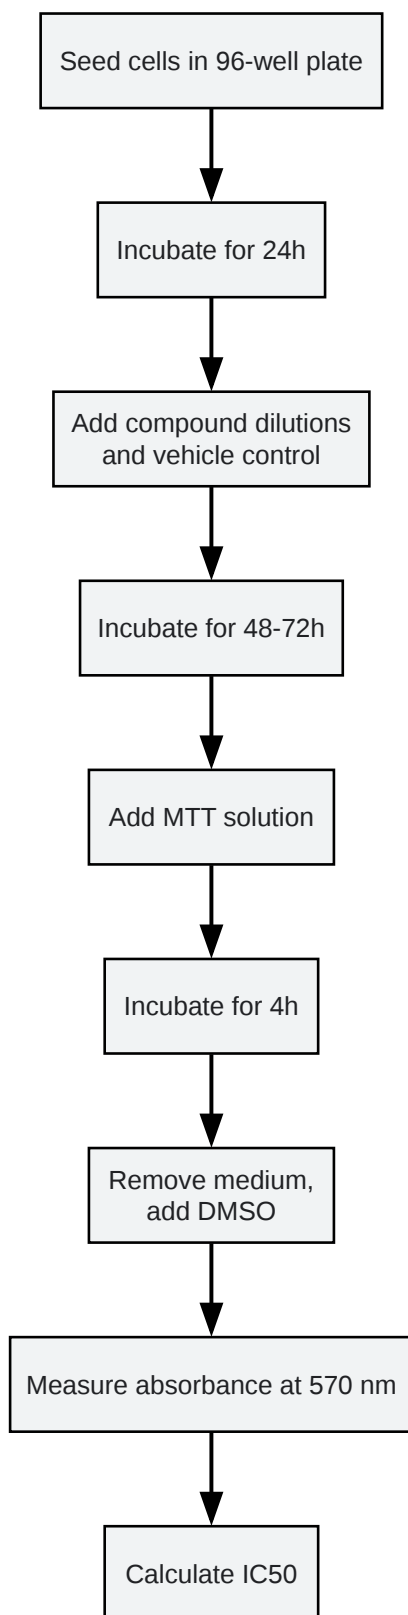 Seed cells in 96-well plate
Incubate for 24h
Add compound dilutions
and vehicle control
Incubate for 48-72h
Add MTT solution
Incubate for 4h
Remove medium,
add DMSO
Measure absorbance at 570 nm
Calculate IC50